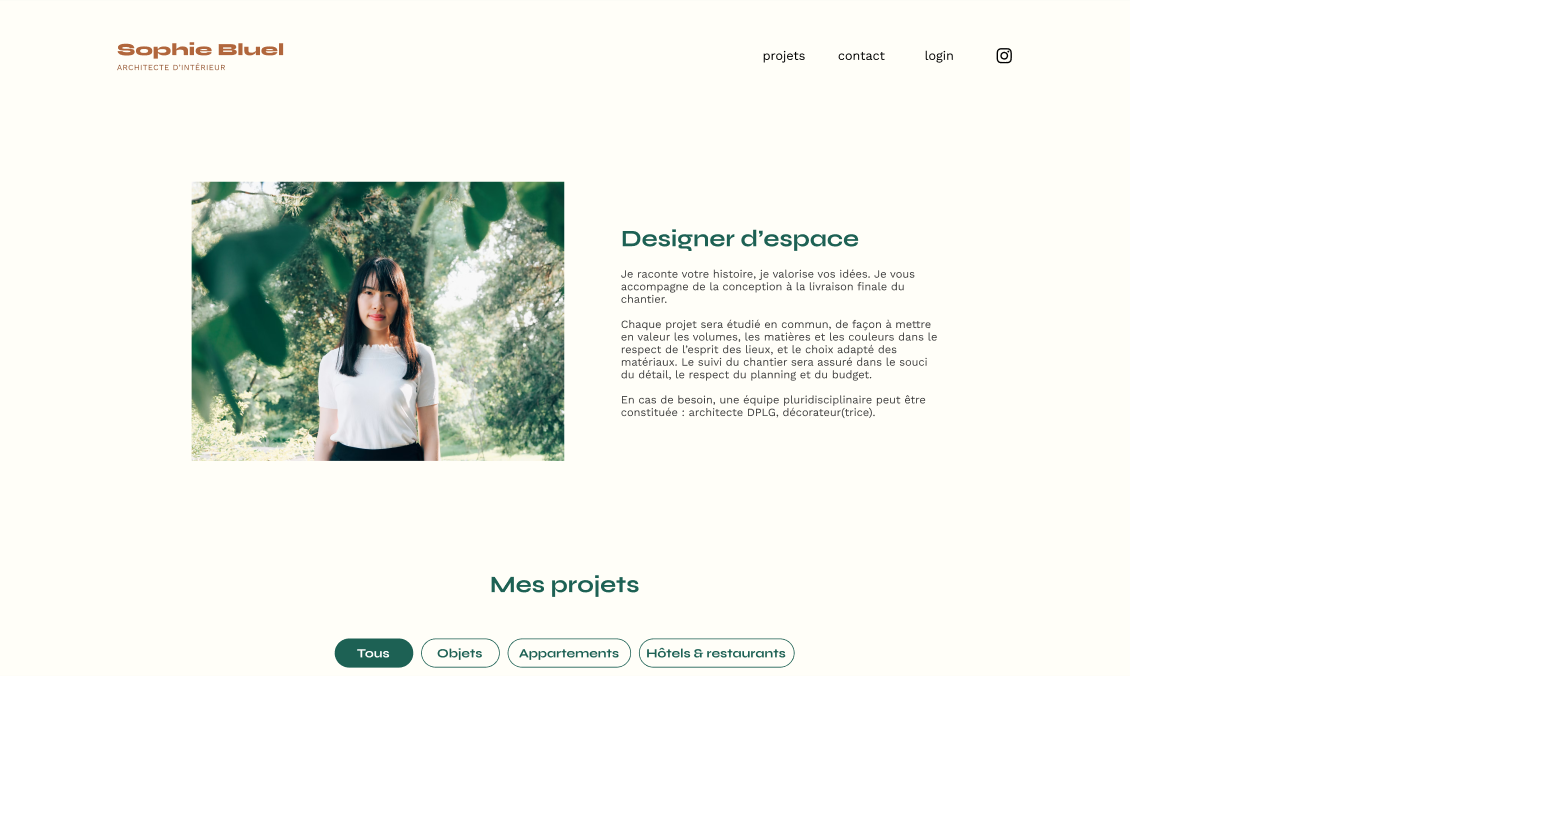 Sophie Bluel
ARCHITECTE D'INTÉRIEUR
projets contact login
Designer d’espace
Je raconte votre histoire, je valorise vos idées. Je vous
accompagne de la conception à la livraison finale du
chantier.
Chaque projet sera étudié en commun, de façon à mettre
en valeur les volumes, les matières et les couleurs dans le
respect de l’esprit des lieux, et le choix adapté des
matériaux. Le suivi du chantier sera assuré dans le souci
du détail, le respect du planning et du budget.
En cas de besoin, une équipe pluridisciplinaire peut être
constituée : architecte DPLG, décorateur(trice).
Mes projets
Tous Objets Appartements Hôtels & restaurants